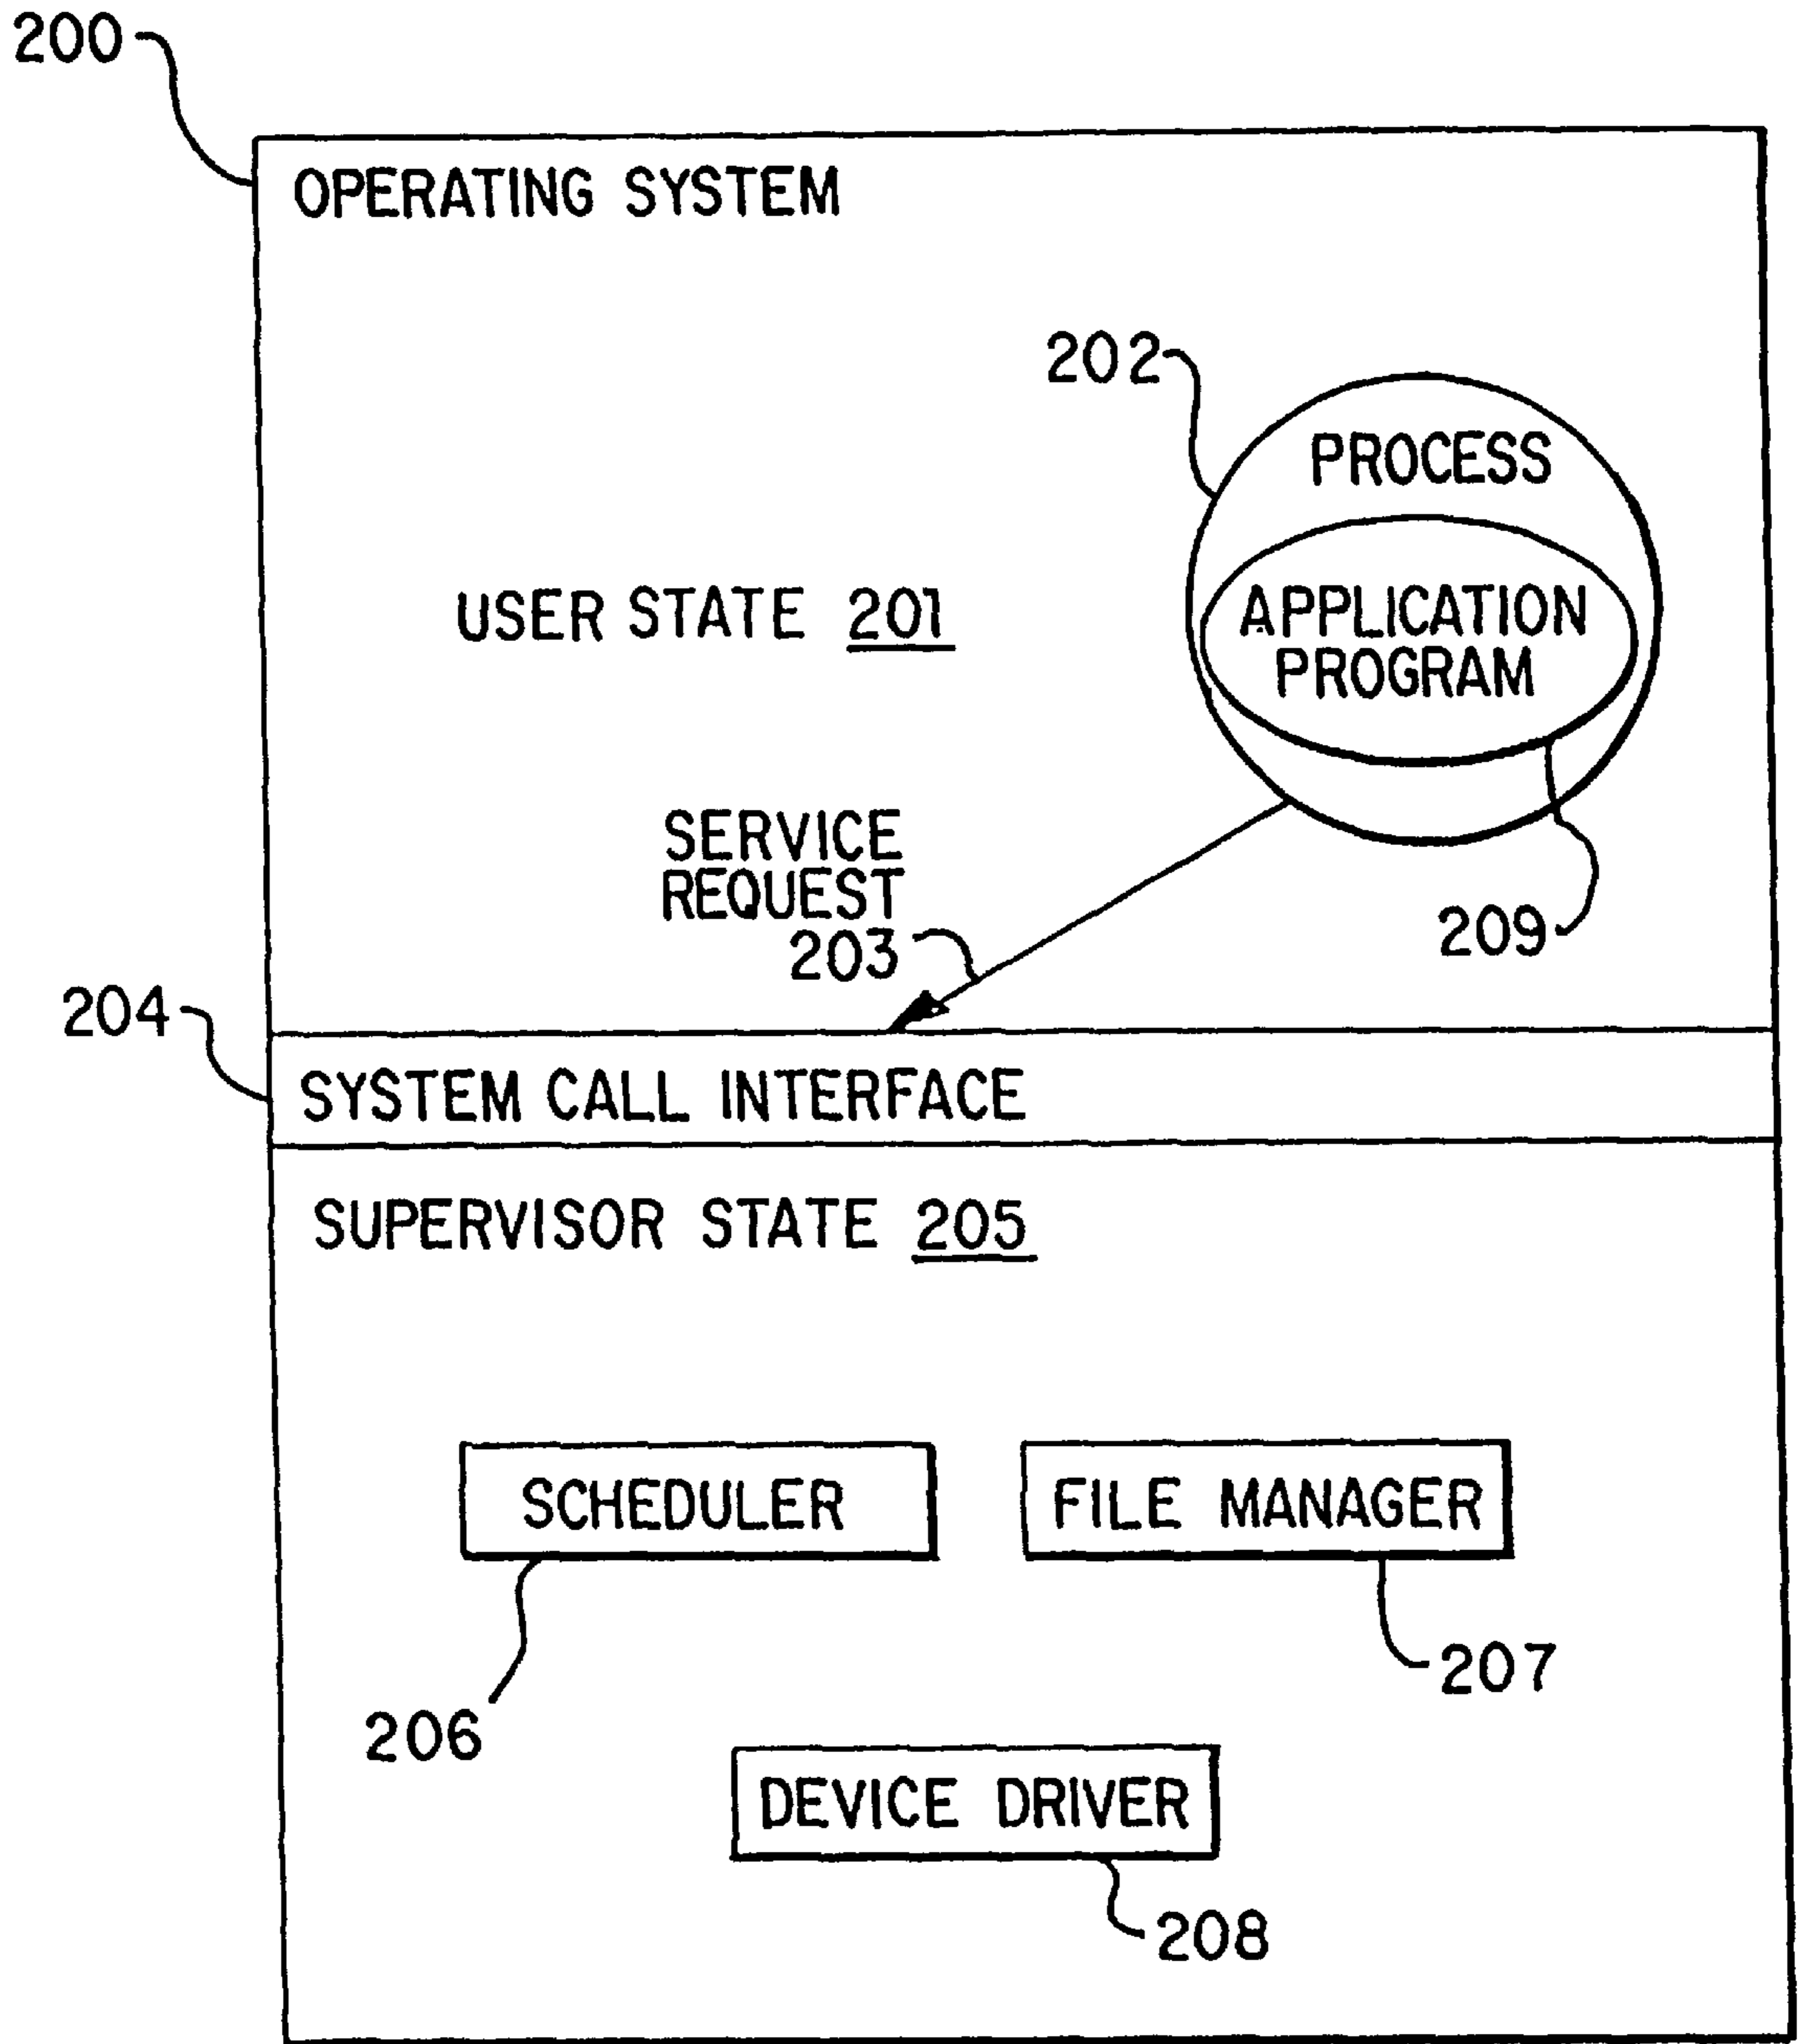 200
OPERATING SYSTEM
202
PROCESS
USER STATE 201
APPLICATION
PROGRAM
SERVICE
REQUEST
203
209
204
SYSTEM CALL INTERFACE
SUPERVISOR STATE 205
SCHEDULER
FILE MANAGER
207
206
DEVICE DRIVER
208